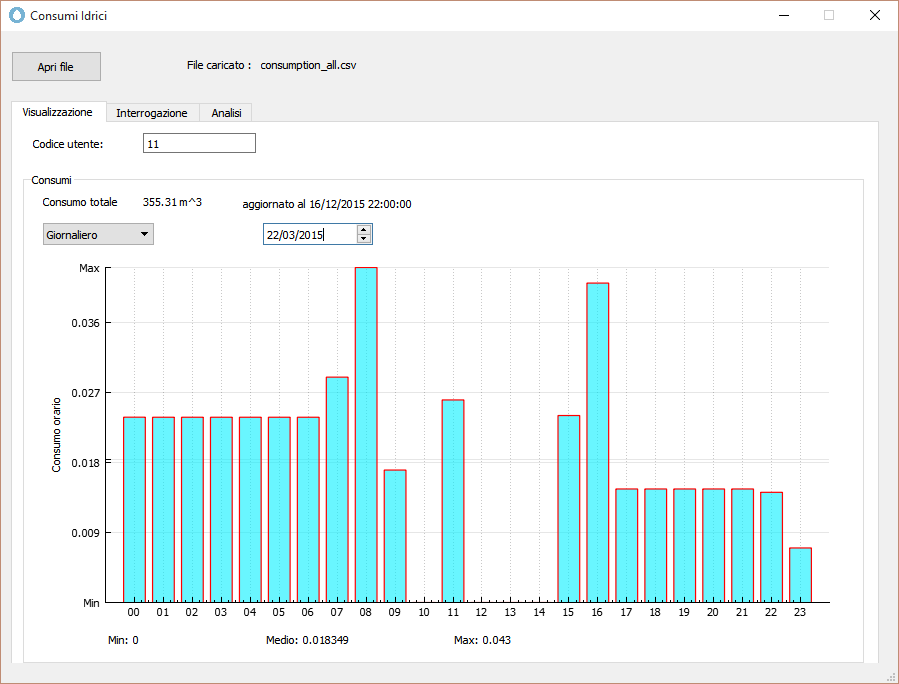 Consumi Idrici
Apri file
File caricato : consumption_all.csv
Visualizzazione Interrogazione Analisi
Codice utente: 11
Consumi
Consumo totale 355.31 m^3 aggiornato al 16/12/2015 22:00:00
Giornaliero 22/03/2015
Max
0.036
0.027
0.018
0.009
Min
Consumo orario
00 01 02 03 04 05 06 07 08 09 10 11 12 13 14 15 16 17 18 19 20 21 22 23
Min: 0 Medio: 0.018349 Max: 0.043